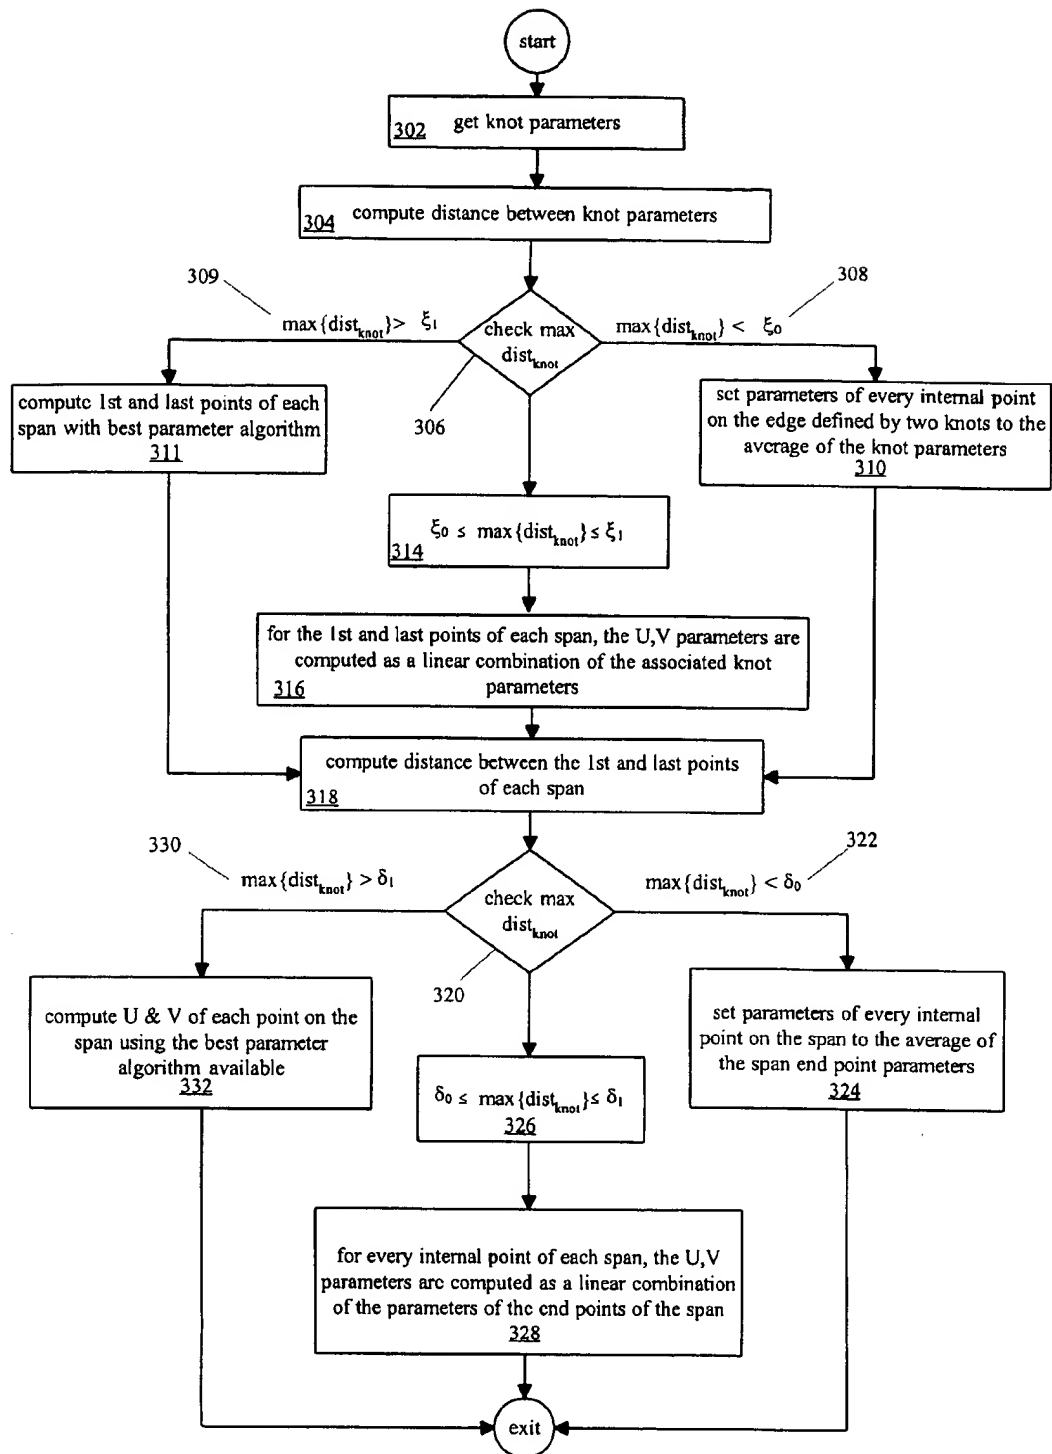 start
get knot parameters
302
compute distance between knot parameters
304
309
308
max{dist_knot}> ξ₁
check max
dist_knot
max{dist_knot} < ξ₀
306
compute 1st and last points of each
span with best parameter algorithm
311
set parameters of every internal point
on the edge defined by two knots to the
average of the knot parameters
310
ξ₀ ≤ max{dist_knot} ≤ ξ₁
314
for the 1st and last points of each span, the U,V parameters are
computed as a linear combination of the associated knot
parameters
316
compute distance between the 1st and last points
of each span
318
330
322
max{dist_knot} > δ₁
check max
dist_knot
max{dist_knot} < δ₀
320
compute U & V of each point on the
span using the best parameter
algorithm available
332
set parameters of every internal
point on the span to the average of
the span end point parameters
324
δ₀ ≤ max{dist_knot} ≤ δ₁
326
for every internal point of each span, the U,V
parameters are computed as a linear combination
of the parameters of the end points of the span
328
exit